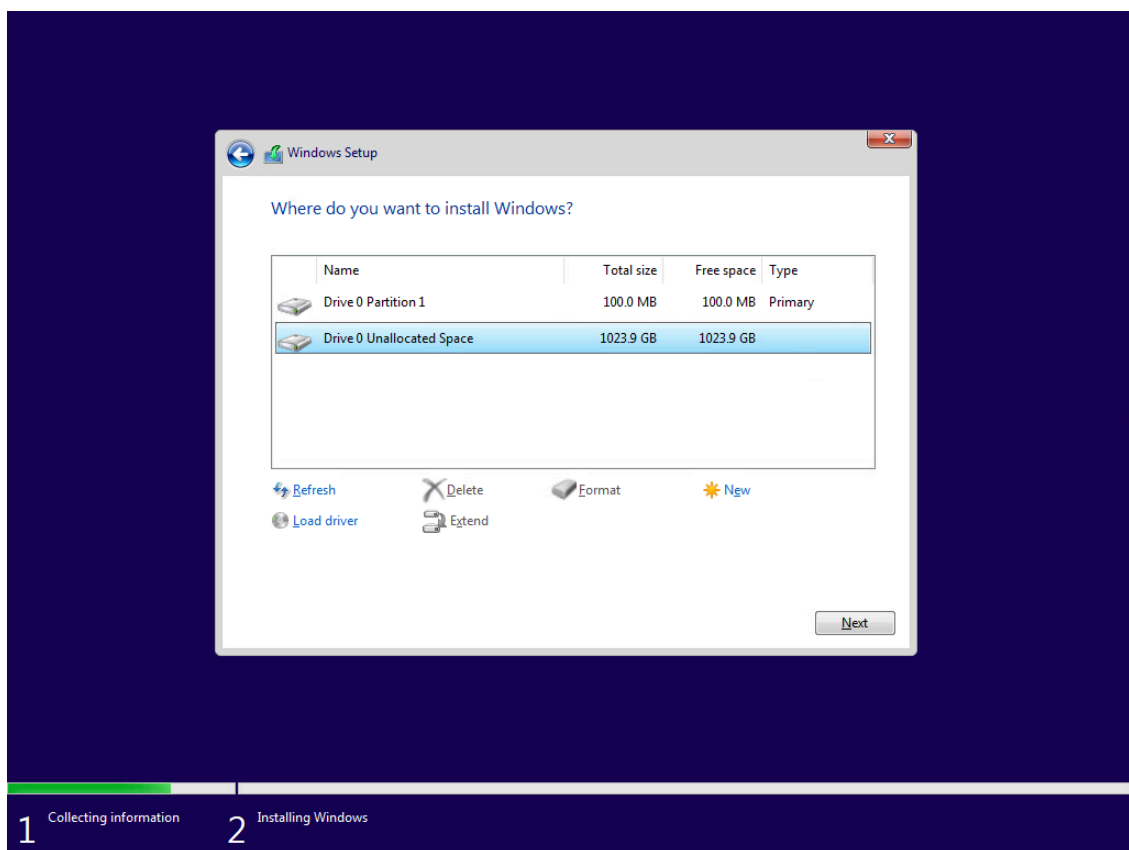 Windows Setup
Where do you want to install Windows?
Name Total size Free space Type
Drive 0 Partition 1 100.0 MB 100.0 MB Primary
Drive 0 Unallocated Space 1023.9 GB 1023.9 GB
Refresh Delete Format New
Load driver Extend
Next
1 Collecting information 2 Installing Windows